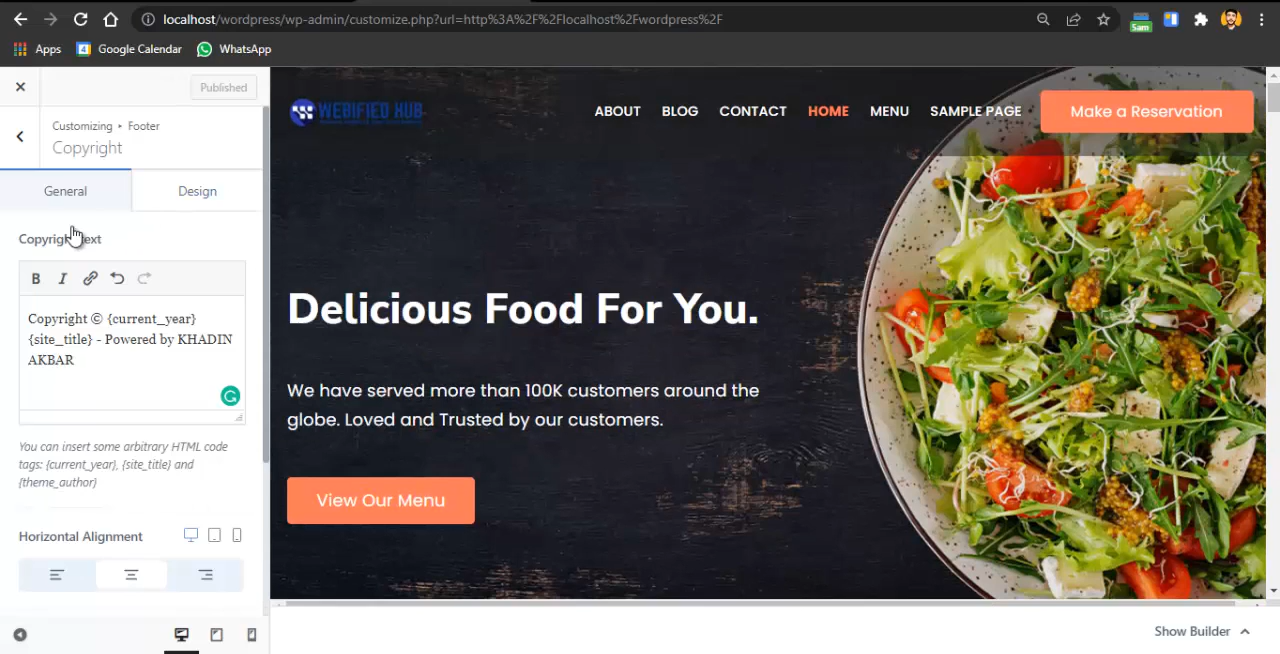 localhost/wordpress/wp-admin/customize.php?url=http%3A%2F%2Flocalhost%2Fwordpress%2F
Sam
Apps
Google Calendar
WhatsApp
Published
Customizing ‣ Footer
Copyright
General
Design
Copyright Text
Copyright © {current_year}
{site_title} - Powered by KHADIN
AKBAR
You can insert some arbitrary HTML code
tags: {current_year}, {site_title} and
{theme_author}
Horizontal Alignment
WEBIFIED HUB
ABOUT BLOG CONTACT HOME MENU SAMPLE PAGE
Make a Reservation
Delicious Food For You.
We have served more than 100K customers around the
globe. Loved and Trusted by our customers.
View Our Menu
Show Builder